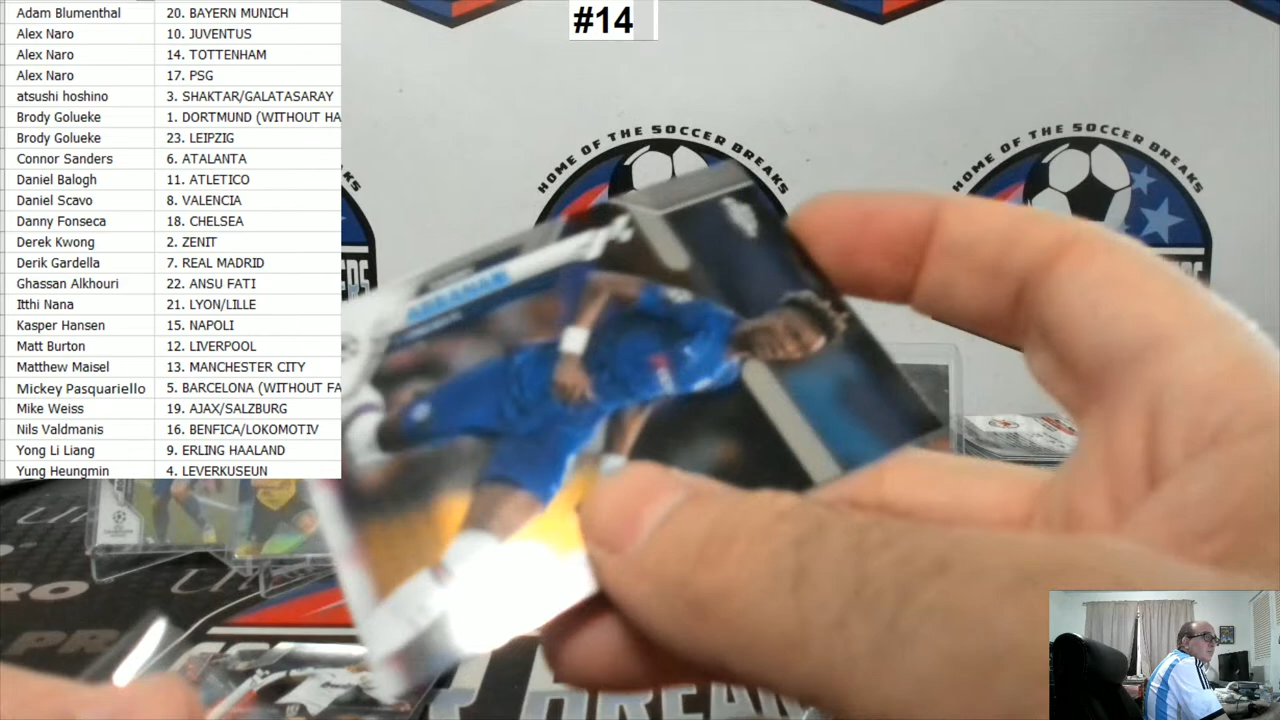 #14
Adam Blumenthal 20. BAYERN MUNICH
Alex Naro 10. JUVENTUS
Alex Naro 14. TOTTENHAM
Alex Naro 17. PSG
atsushi hoshino 3. SHAKTAR/GALATASARAY
Brody Golueke 1. DORTMUND (WITHOUT HA
Brody Golueke 23. LEIPZIG
Connor Sanders 6. ATALANTA
Daniel Balogh 11. ATLETICO
Daniel Scavo 8. VALENCIA
Danny Fonseca 18. CHELSEA
Derek Kwong 2. ZENIT
Derik Gardella 7. REAL MADRID
Ghassan Alkhouri 22. ANSU FATI
Itthi Nana 21. LYON/LILLE
Kasper Hansen 15. NAPOLI
Matt Burton 12. LIVERPOOL
Matthew Maisel 13. MANCHESTER CITY
Mickey Pasquariello 5. BARCELONA (WITHOUT FA
Mike Weiss 19. AJAX/SALZBURG
Nils Valdmanis 16. BENFICA/LOKOMOTIV
Yong Li Liang 9. ERLING HAALAND
Yung Heungmin 4. LEVERKUSEUN
HOME OF THE SOCCER BREAKS
HOME OF THE SOCCER BREAKS
ABRAHAM